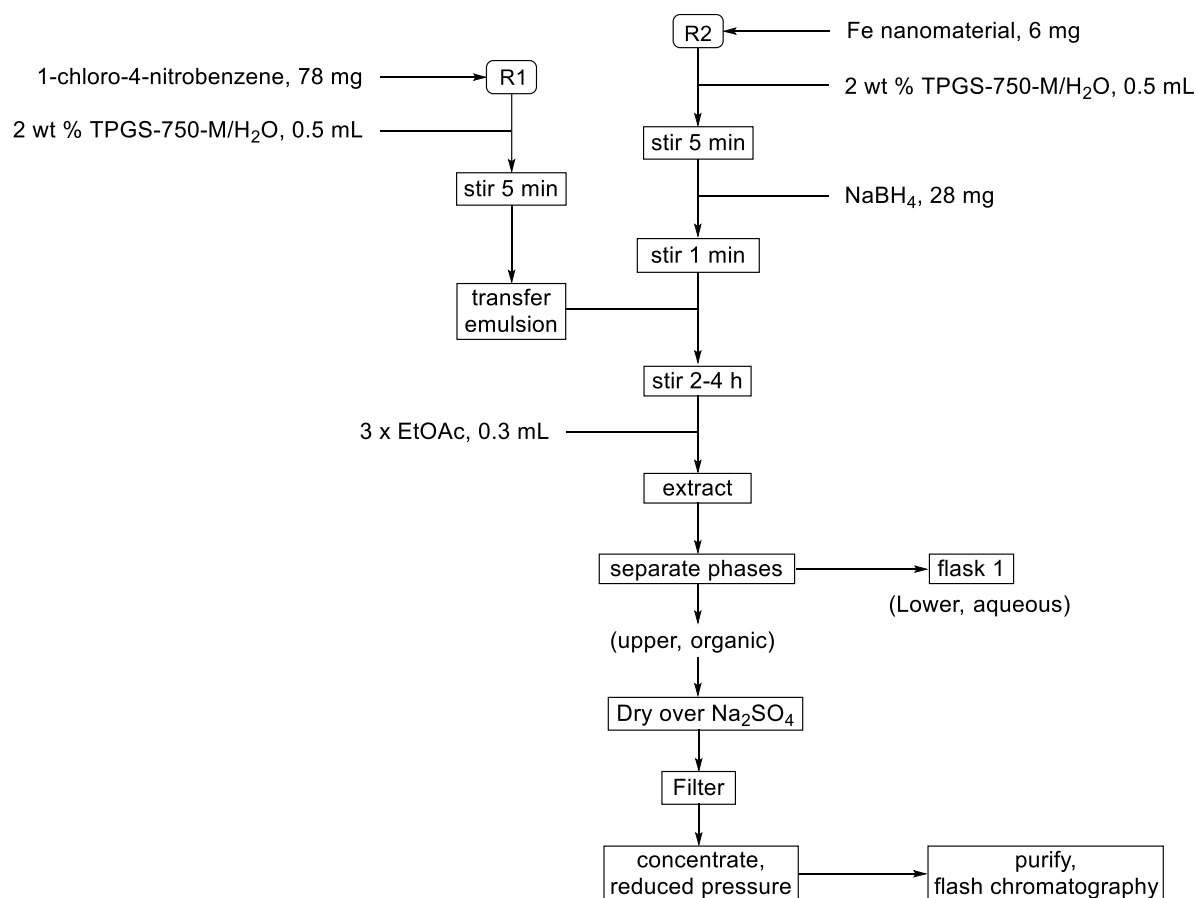 R2
Fe nanomaterial, 6 mg
1-chloro-4-nitrobenzene, 78 mg
R1
2 wt % TPGS-750-M/H₂O, 0.5 mL
2 wt % TPGS-750-M/H₂O, 0.5 mL
stir 5 min
stir 5 min
NaBH₄, 28 mg
stir 1 min
transfer
emulsion
stir 2-4 h
3 x EtOAc, 0.3 mL
extract
separate phases
flask 1
(Lower, aqueous)
(upper, organic)
Dry over Na₂SO₄
Filter
concentrate,
reduced pressure
purify,
flash chromatography